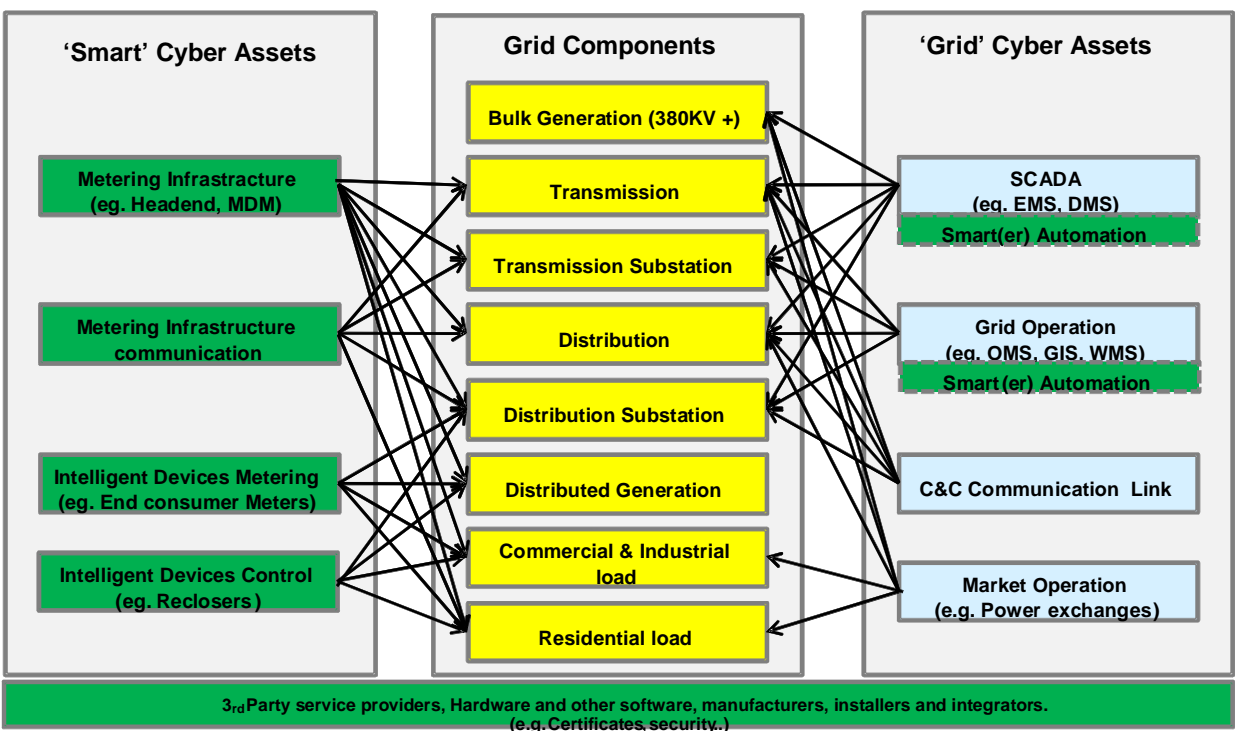 ‘Smart’ Cyber Assets
Metering Infrastracture
(eg. Headend, MDM)
Metering Infrastructure
communication
Intelligent Devices Metering
(eg. End consumer Meters)
Intelligent Devices Control
(eg. Reclosers)
Grid Components
Bulk Generation (380KV +)
Transmission
Transmission Substation
Distribution
Distribution Substation
Distributed Generation
Commercial & Industrial
load
Residential load
‘Grid’ Cyber Assets
SCADA
(eg. EMS, DMS)
Smart(er) Automation
Grid Operation
(eg. OMS, GIS, WMS)
Smart(er) Automation
C&C Communication Link
Market Operation
(e.g. Power exchanges)
3rd Party service providers, Hardware and other software, manufacturers, installers and integrators.
(e.g. Certificates, security..)